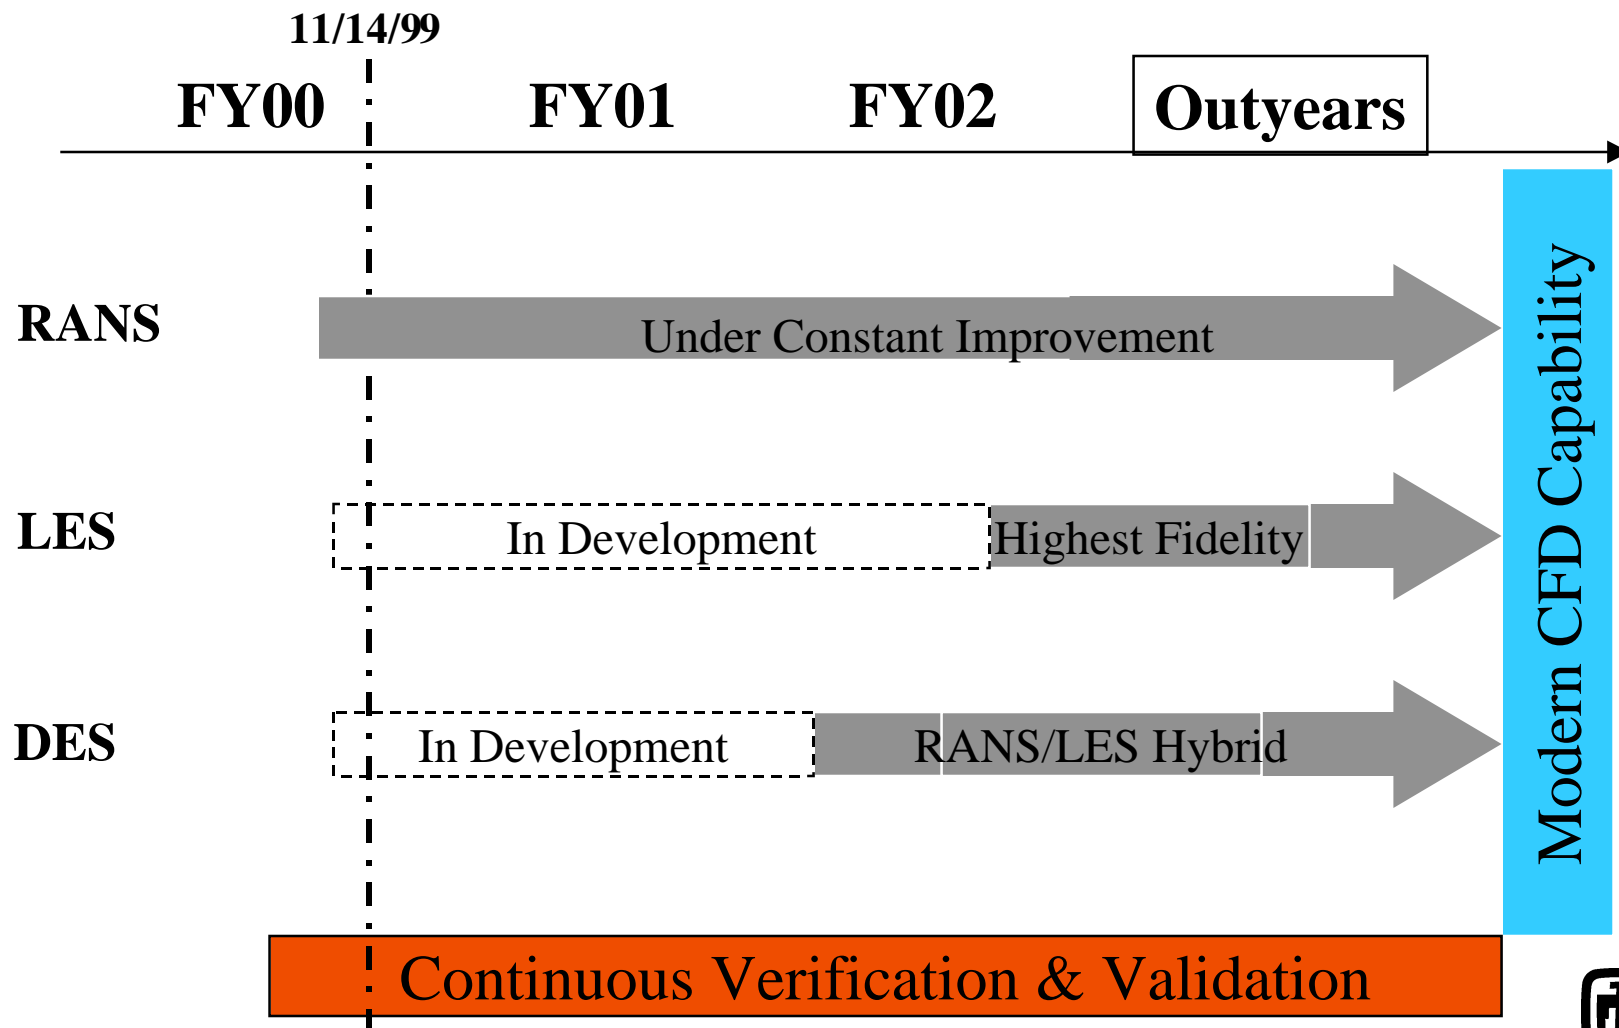 11/14/99
FY00 FY01 FY02 Outyears
RANS Under Constant Improvement
LES In Development Highest Fidelity
DES In Development RANS/LES Hybrid
Modern CFD Capability
Continuous Verification & Validation